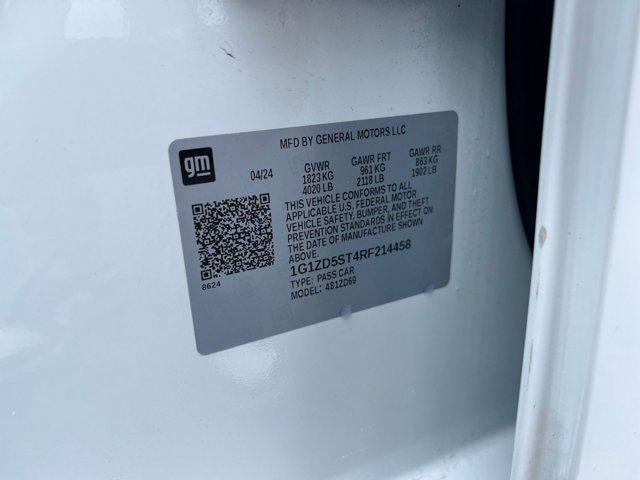 MFD BY GENERAL MOTORS LLC
gm
04/24
GVWR GAWR FRT GAWR RR
1823 KG 961 KG 863 KG
4020 LB 2118 LB 1902 LB
THIS VEHICLE CONFORMS TO ALL
APPLICABLE U.S. FEDERAL MOTOR
VEHICLE SAFETY, BUMPER, AND THEFT
PREVENTION STANDARDS IN EFFECT ON
THE DATE OF MANUFACTURE SHOWN
ABOVE.
8624
1G1ZD5ST4RF214458
TYPE: PASS CAR
MODEL: 481ZD69